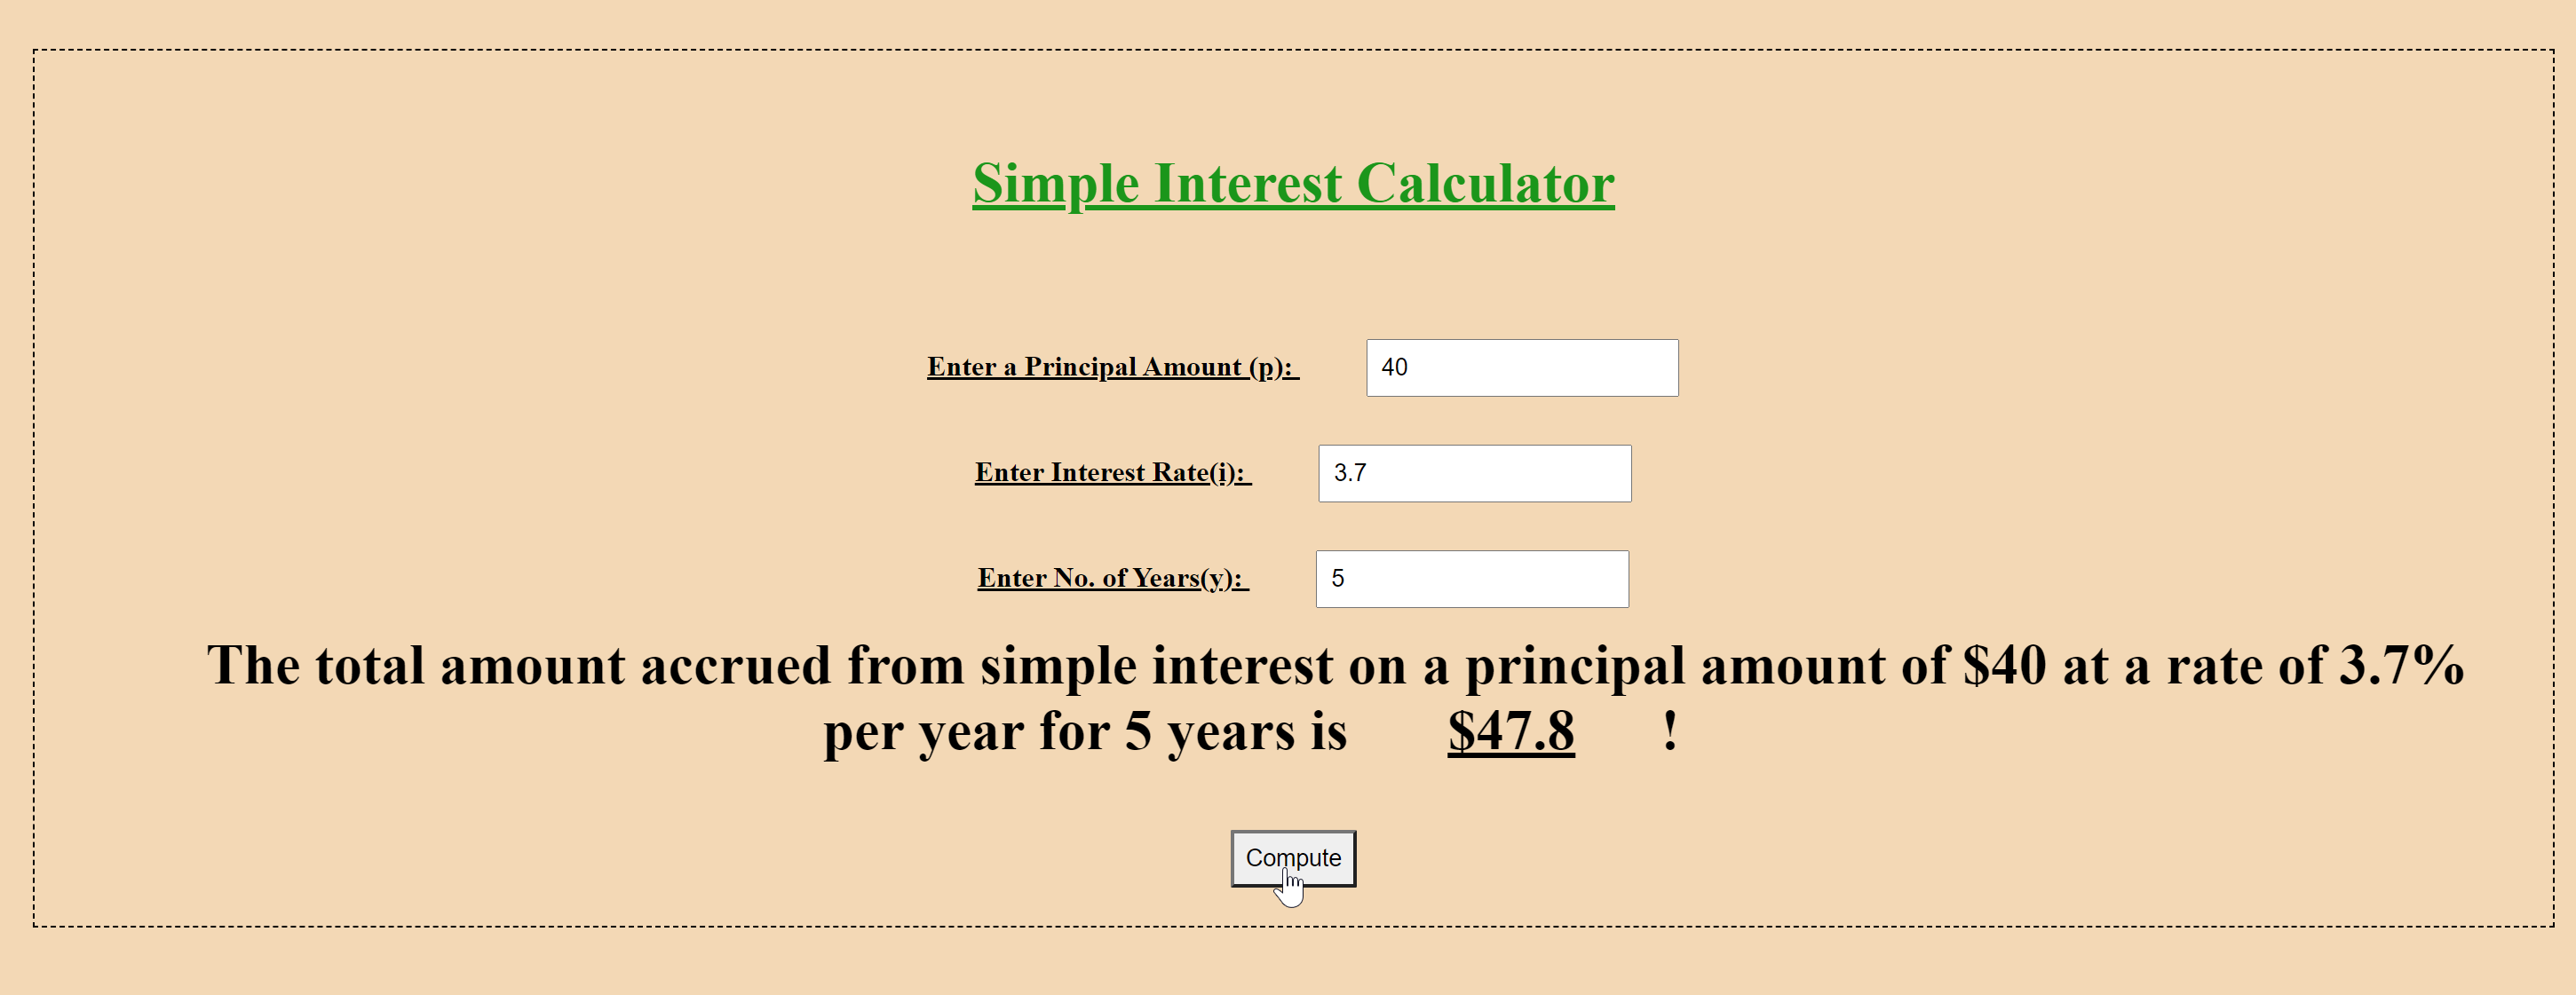 Simple Interest Calculator
Enter a Principal Amount (p): 40
Enter Interest Rate(i): 3.7
Enter No. of Years(y): 5
The total amount accrued from simple interest on a principal amount of $40 at a rate of 3.7%
per year for 5 years is $47.8 !
Compute